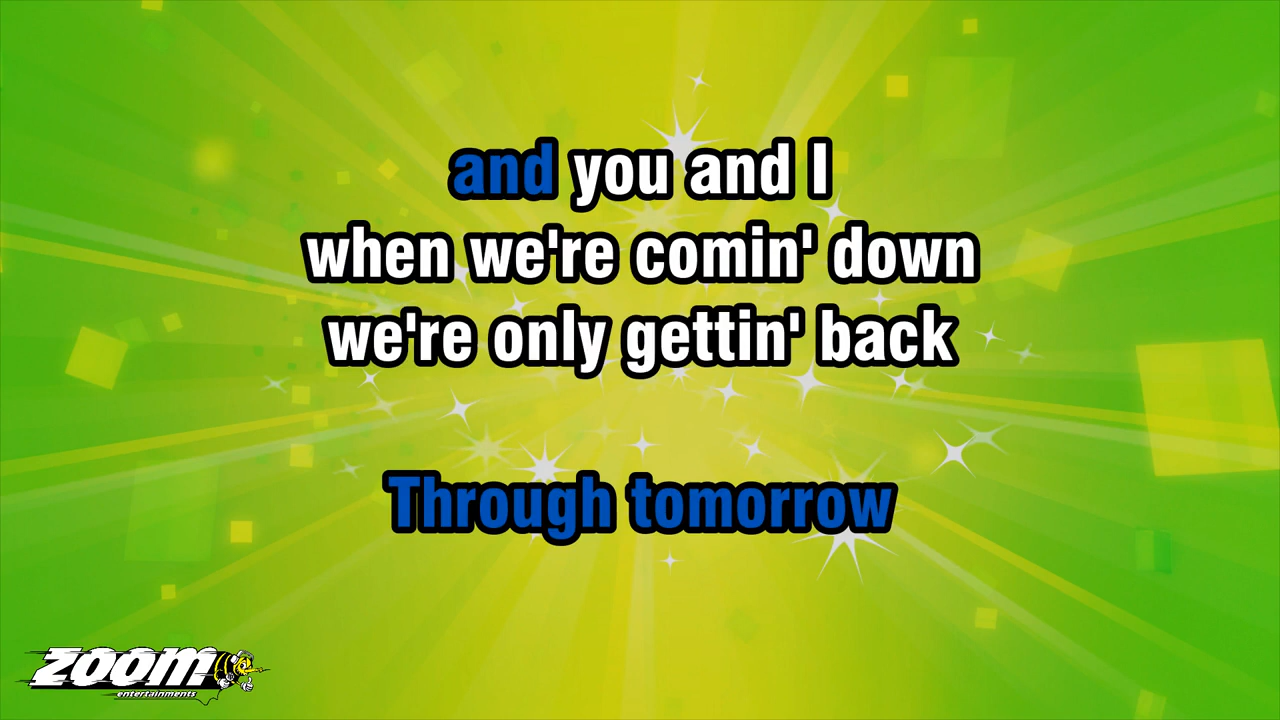 and you and I
when we're comin' down
we're only gettin' back
Through tomorrow
ZOOM
entertainments